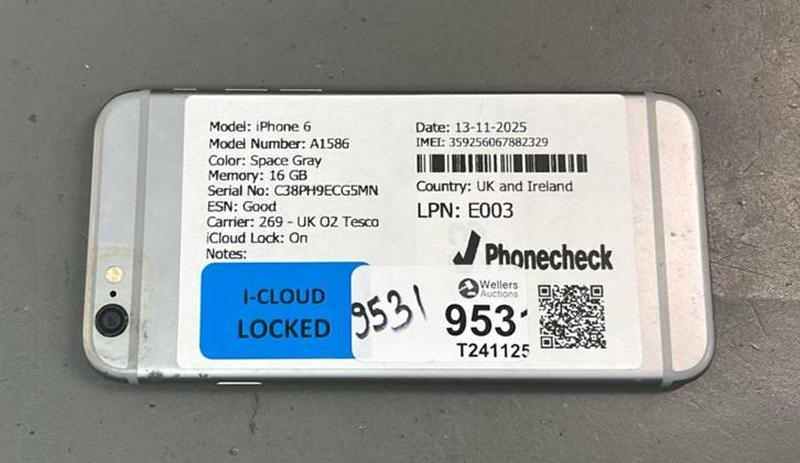 Model: iPhone 6
Model Number: A1586
Color: Space Gray
Memory: 16 GB
Serial No: C38PH9ECG5MN
ESN: Good
Carrier: 269 - UK O2 Tesco
iCloud Lock: On
Notes:
Date: 13-11-2025
IMEI: 359256067882329
Country: UK and Ireland
LPN: E003
Phonecheck
I-CLOUD
LOCKED
9531
Wellers
Auctions
9531
T241125